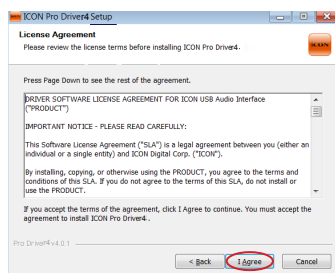 ICON Pro Driver4 Setup
License Agreement
Please review the license terms before installing ICON Pro Driver4.
ICON
Press Page Down to see the rest of the agreement.
DRIVER SOFTWARE LICENSE AGREEMENT FOR ICON USB Audio Interface
("PRODUCT")
IMPORTANT NOTICE - PLEASE READ CAREFULLY:
This Software License Agreement ("SLA") is a legal agreement between you (either an
individual or a single entity) and ICON Digital Corp. ("ICON").
By installing, copying, or otherwise using the PRODUCT, you agree to the terms and
conditions of this SLA. If you do not agree to the terms of this SLA, do not install or
use the PRODUCT.
If you accept the terms of the agreement, click I Agree to continue. You must accept the
agreement to install ICON Pro Driver4.
Pro Driver4 v4.0.1
< Back I Agree Cancel